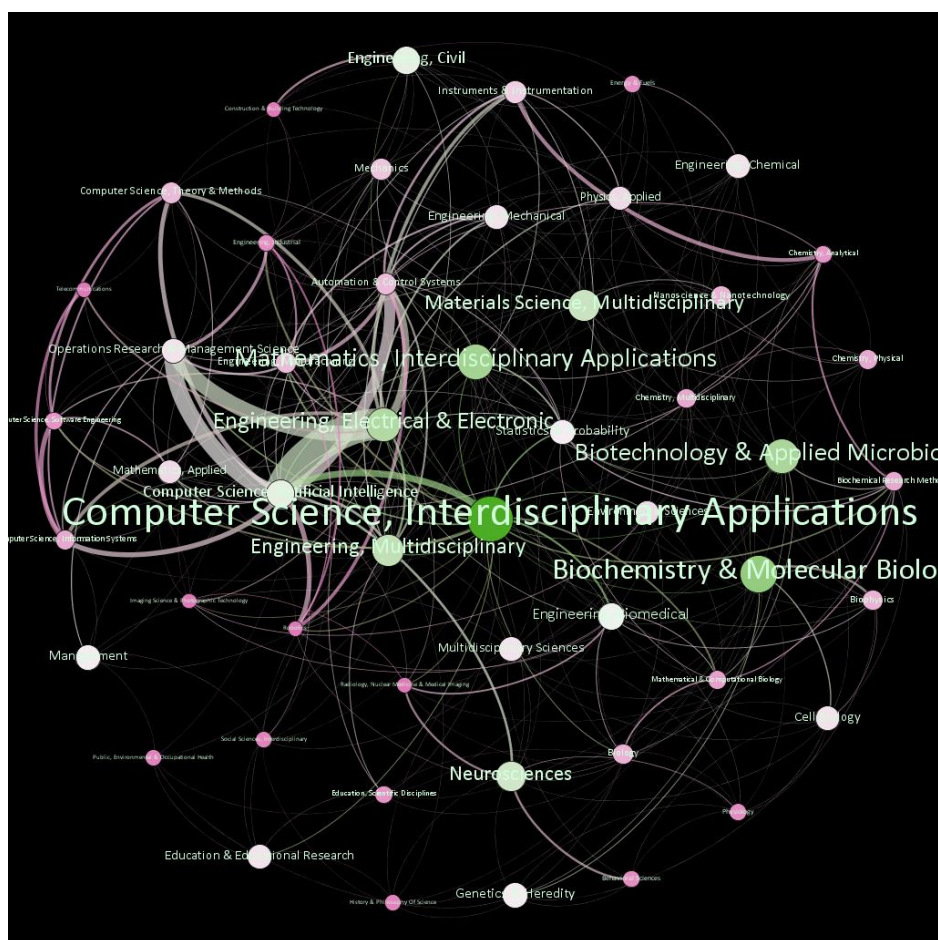 Engineering, Civil
Instruments & Instrumentation
Energy & Fuels
Construction & Building Technology
Mechanics
Engineering, Chemical
Computer Science, Theory & Methods
Physics, Applied
Engineering, Mechanical
Engineering, Industrial
Chemistry, Analytical
Automation & Control Systems
Telecommunications
Materials Science, Multidisciplinary
Nanoscience & Nanotechnology
Operations Research & Management Science
Mathematics, Interdisciplinary Applications
Chemistry, Physical
Chemistry, Multidisciplinary
uter Science, Software Engineering
Engineering, Electrical & Electronic
Statistics & Probability
Biotechnology & Applied Microbio
Mathematics, Applied
Biochemical Research Metho
Computer Science, Artificial Intelligence
Computer Science, Interdisciplinary Applications
Environmental Sciences
puter Science, Information Systems
Engineering, Multidisciplinary
Biochemistry & Molecular Biolo
Imaging Science & Photographic Technology
Biophysics
Engineering, Biomedical
Robotics
Multidisciplinary Sciences
Management
Mathematical & Computational Biology
Radiology, Nuclear Medicine & Medical Imaging
Cell Biology
Social Sciences, Interdisciplinary
Biology
Public, Environmental & Occupational Health
Neurosciences
Education, Scientific Disciplines
Physiology
Education & Educational Research
Behavioral Sciences
Genetics & Heredity
History & Philosophy Of Science